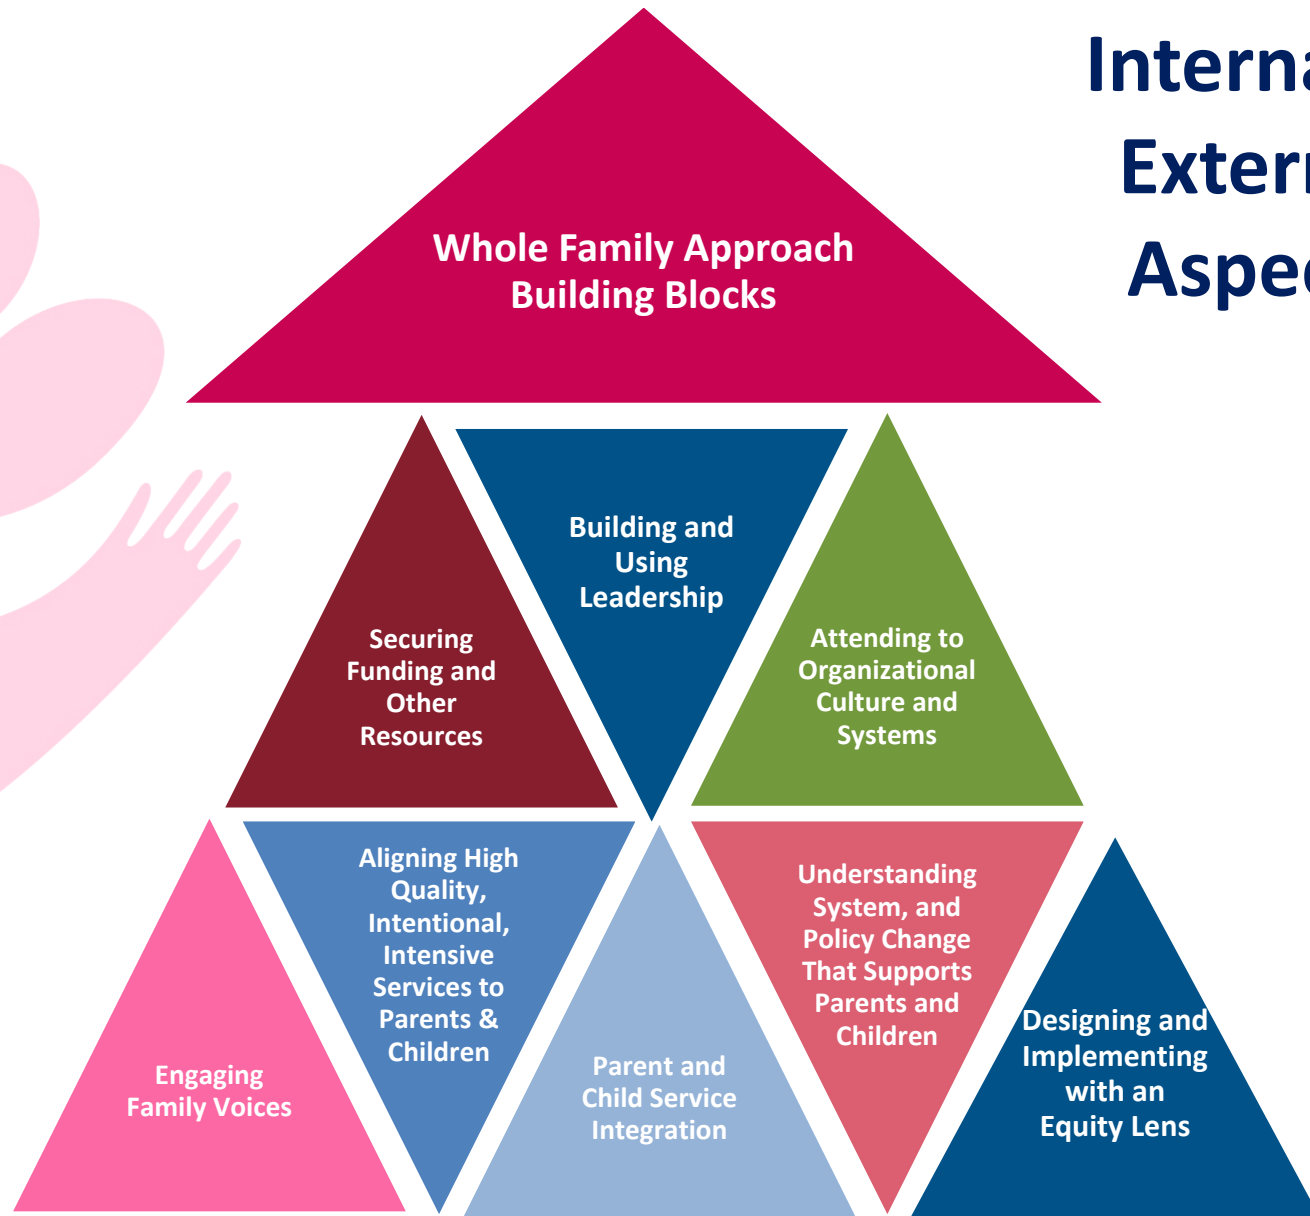 Whole Family Approach
Building Blocks
Building and
Using
Leadership
Securing
Funding and
Other
Resources
Attending to
Organizational
Culture and
Systems
Engaging
Family Voices
Aligning High
Quality,
Intentional,
Intensive
Services to
Parents &
Children
Parent and
Child Service
Integration
Understanding
System, and
Policy Change
That Supports
Parents and
Children
Designing and
Implementing
with an
Equity Lens